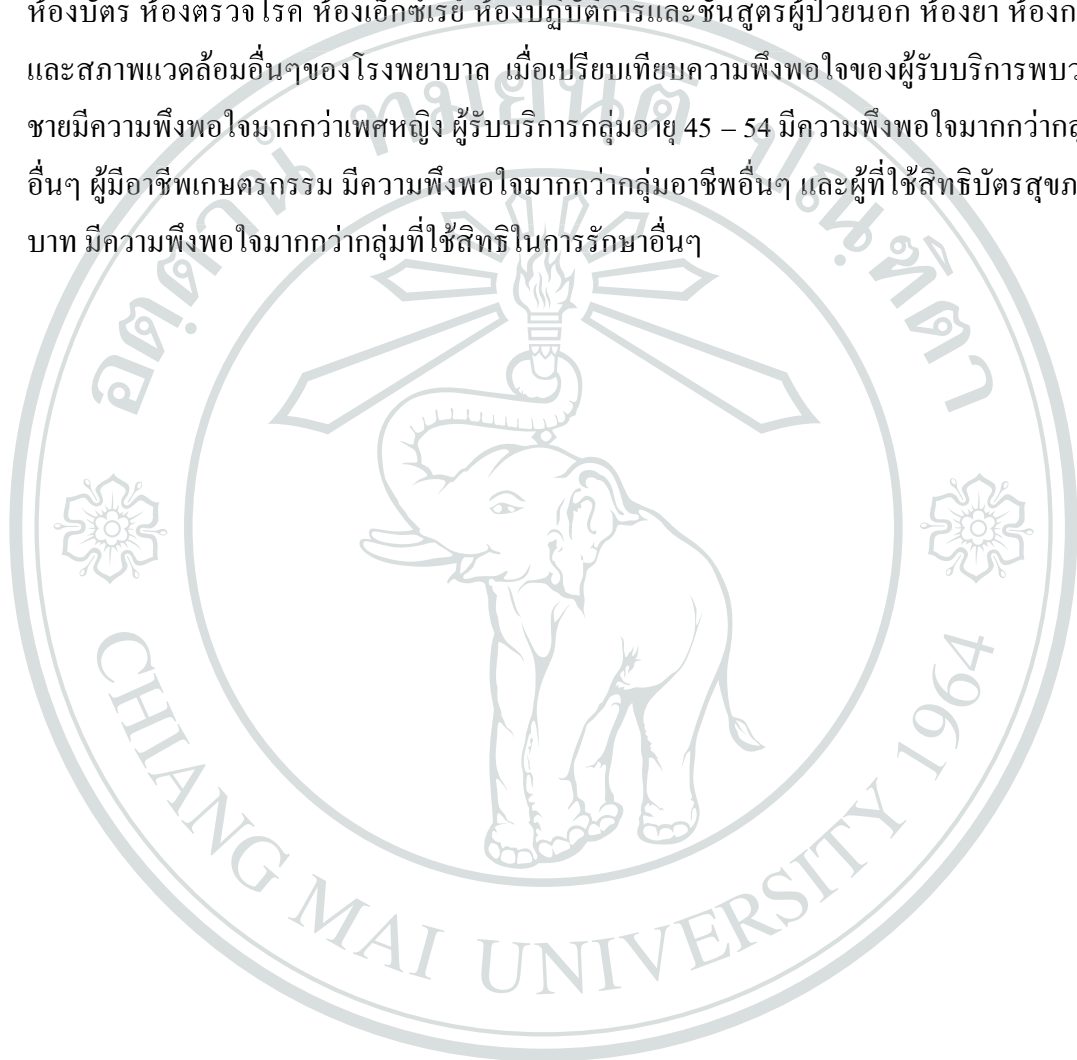 ห้องบัตร ห้องตรวจโรค ห้องเอ็กซ์เรย์ ห้องปฏิบัติการและชันสูตรผู้ป่วยนอก ห้องยา
และสภาพแวดล้อมอื่นๆของโรงพยาบาล เมื่อเปรียบเทียบความพึงพอใจของผู้รับบริการ
ชายมีความพึงพอใจมากกว่าเพศหญิง ผู้รับบริการกลุ่มอายุ 45 – 54 มีความพึงพอใจมากกว่า
อื่นๆ ผู้มีอาชีพเกษตรกรรม มีความพึงพอใจมากกว่ากลุ่มอาชีพอื่นๆ และผู้ที่ใช้สิทธิ
บาท มีความพึงพอใจมากกว่ากลุ่มที่ใช้สิทธิในการรักษาอื่นๆ
อตฺตานํ ทมยนฺติ ปณฺฑิตา
CHIANG MAI UNIVERSITY 1964